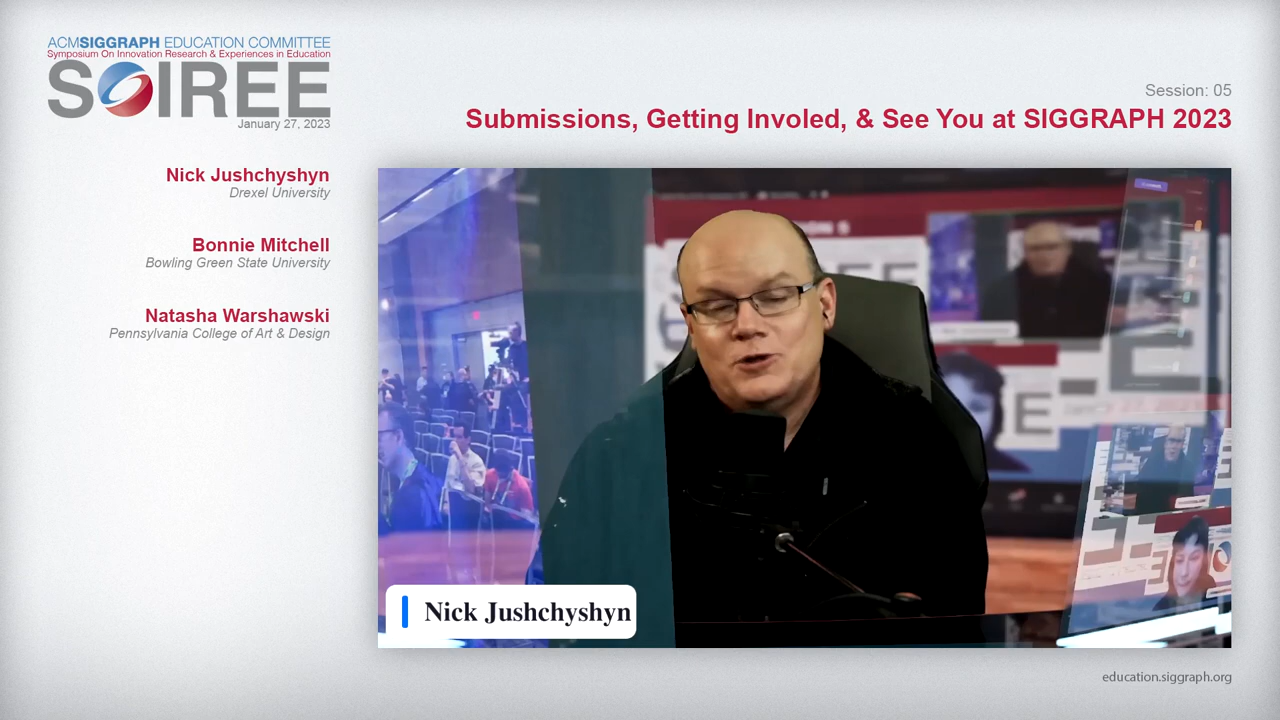 ACMSIGGRAPH EDUCATION COMMITTEE
Symposium On Innovation Research & Experiences in Education
SOIREE
January 27, 2023
Session: 05
Submissions, Getting Involed, & See You at SIGGRAPH 2023
Nick Jushchyshyn
Drexel University
Bonnie Mitchell
Bowling Green State University
Natasha Warshawski
Pennsylvania College of Art & Design
Nick Jushchyshyn
education.siggraph.org